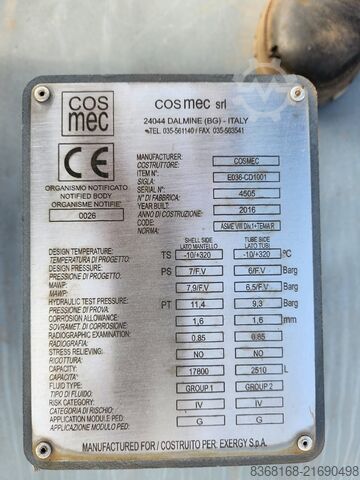 COS
mec
cos mec srl
24044 DALMINE (BG) - ITALY
TEL. 035-561140 / FAX 035-563541
CE
ORGANISMO NOTIFICATO
NOTIFIED BODY
ORGANISME NOTIFIE'
0026
MANUFACTURER: COSMEC
COSTRUTTORE:
ITEM N°: E036-CD1001
SIGLA:
SERIAL N°: 4505
N° DI FABBRICA:
YEAR BUILT: 2016
ANNO DI COSTRUZIONE:
CODE: ASME VIII Div.1+TEMA R
NORMA:
SHELL SIDE TUBE SIDE
LATO MANTELLO LATO TUBI
DESIGN TEMPERATURE: TS -10/+320 -10/+320 °C
TEMPERATURA DI PROGETTO:
DESIGN PRESSURE: PS 7/F.V 6/F.V Barg
PRESSIONE DI PROGETTO:
MAWP: 7,9/F.V 6,5/F.V. Barg
MAWP:
HYDRAULIC TEST PRESSURE: PT 11,4 9,3 Barg
PRESSIONE DI PROVA:
CORROSION ALLOWANCE: 1,6 1,6 mm
SOVRAMET. DI CORROSIONE:
RADIOGRAPHIC EXAMINATION: 0.85 0.85
RADIOGRAFIA:
STRESS RELIEVING: NO NO
CAPACITY: 17800 2510 L
CAPACITA'
FLUID TYPE: GROUP 1 GROUP 2
TIPO DI FLUIDO:
RISK CATEGORY: IV IV
CATEGORIA DI RISCHIO:
APPLICATION MODULE PED: G G
APPLICAZIONE MODULO PED:
MANUFACTURED FOR / COSTRUITO PER: EXERGY S.p.A.
8368168-21690498